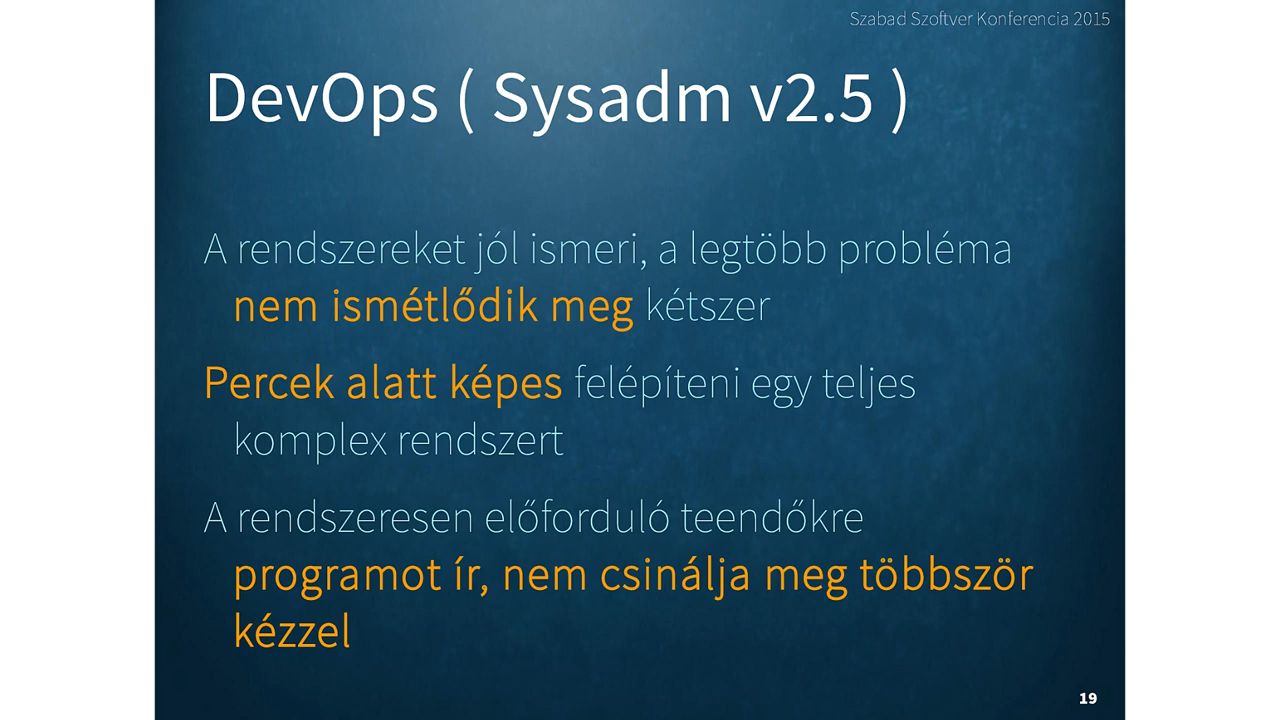 Szabad Szoftver Konferencia 2015
DevOps ( Sysadm v2.5 )
A rendszereket jól ismeri, a legtöbb probléma
nem ismétlődik meg kétszer
Percek alatt képes felépíteni egy teljes
komplex rendszert
A rendszeresen előforduló teendőkre
programot ír, nem csinálja meg többször
kézzel
19